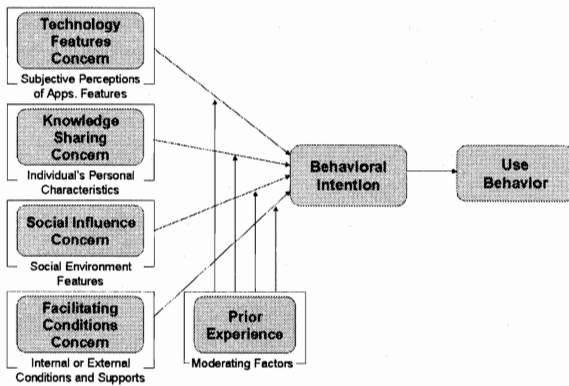 Technology
Features
Concern
Subjective Perceptions
of Apps. Features
Knowledge
Sharing
Concern
Individual's Personal
Characteristics
Social Influence
Concern
Social Environment
Features
Facilitating
Conditions
Concern
Internal or External
Conditions and Supports
Prior
Experience
Moderating Factors
Behavioral
Intention
Use
Behavior